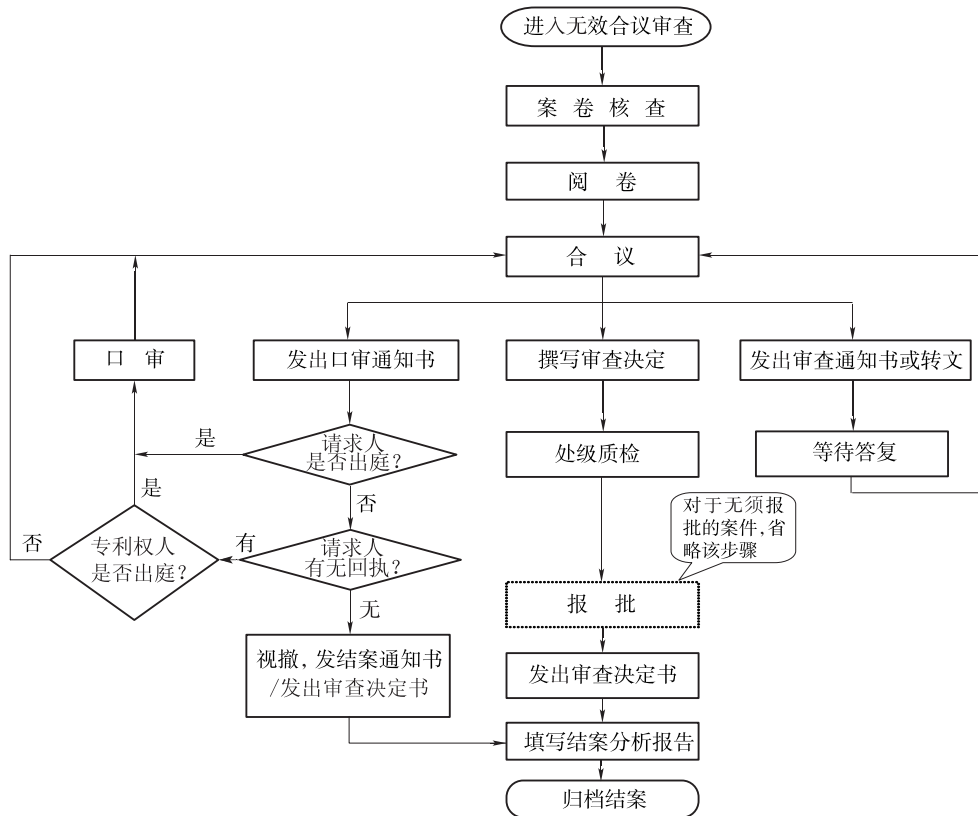 进入无效合议审查
案卷核查
阅卷
合议
口审
发出口审通知书
撰写审查决定
发出审查通知书或转文
是
请求人
是否出庭？
处级质检
等待答复
是
否
对于无须报
批的案件，省
略该步骤
否
专利权人
是否出庭？
有
请求人
有无回执？
报批
无
视撤，发结案通知书
/发出审查决定书
发出审查决定书
填写结案分析报告
归档结案